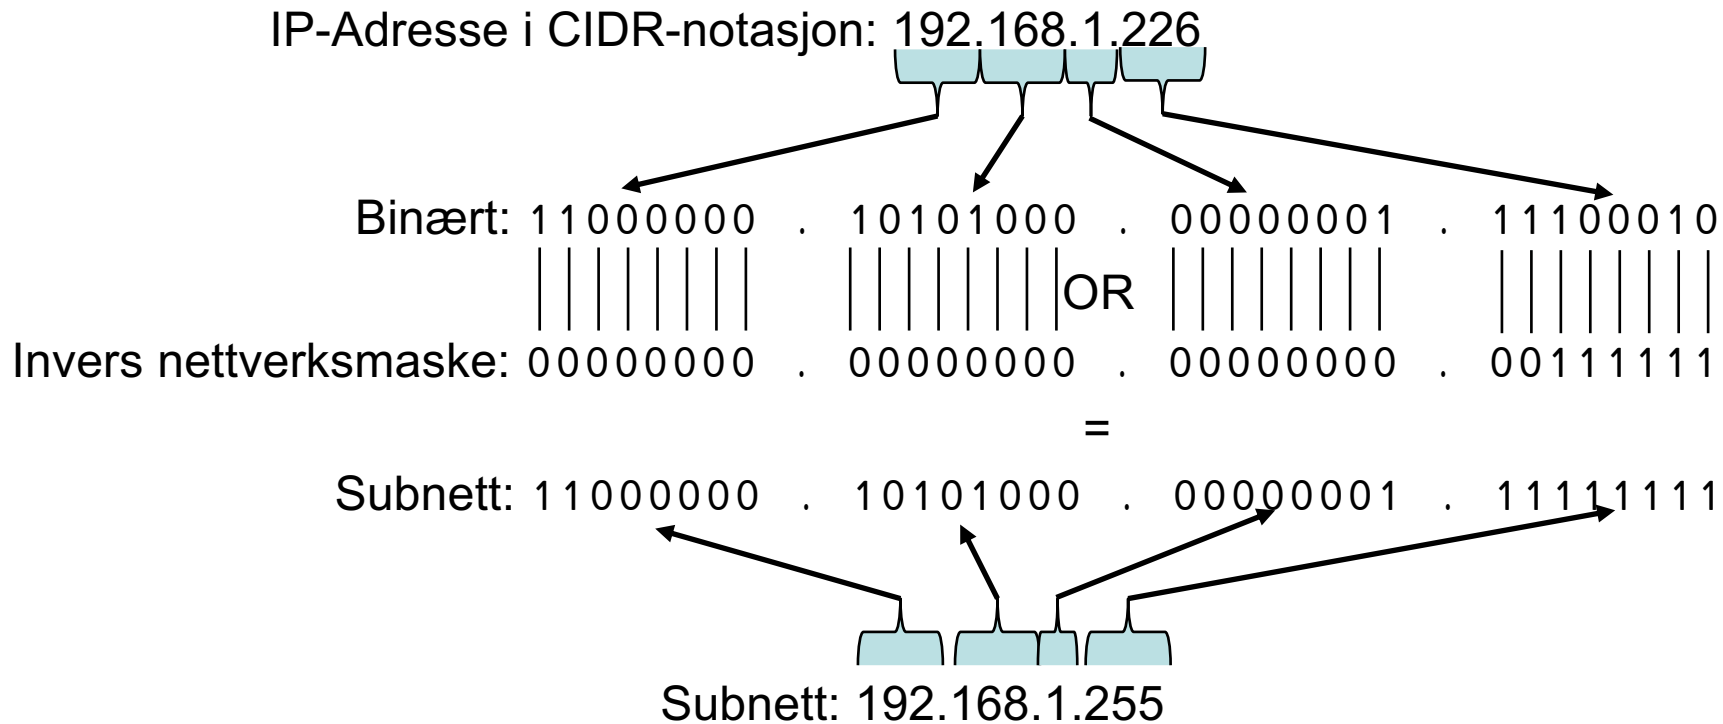 IP-Adresse i CIDR-notasjon: 192.168.1.226
Binært: 11000000 . 10101000 . 00000001 . 11100010
OR
Invers nettverksmaske: 00000000 . 00000000 . 00000000 . 00111111
=
Subnett: 11000000 . 10101000 . 00000001 . 11111111
Subnett: 192.168.1.255